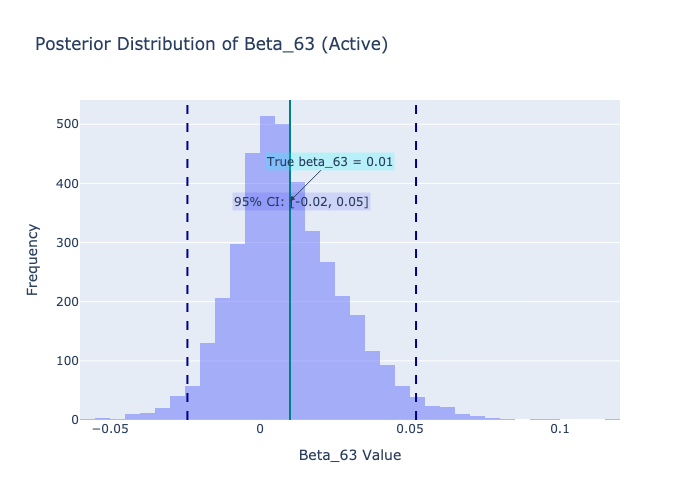 Posterior Distribution of Beta_63 (Active)
500
True beta_63 = 0.01
400
95% CI: [-0.02, 0.05]
300
Frequency
200
100
0
−0.05 0 0.05 0.1
Beta_63 Value